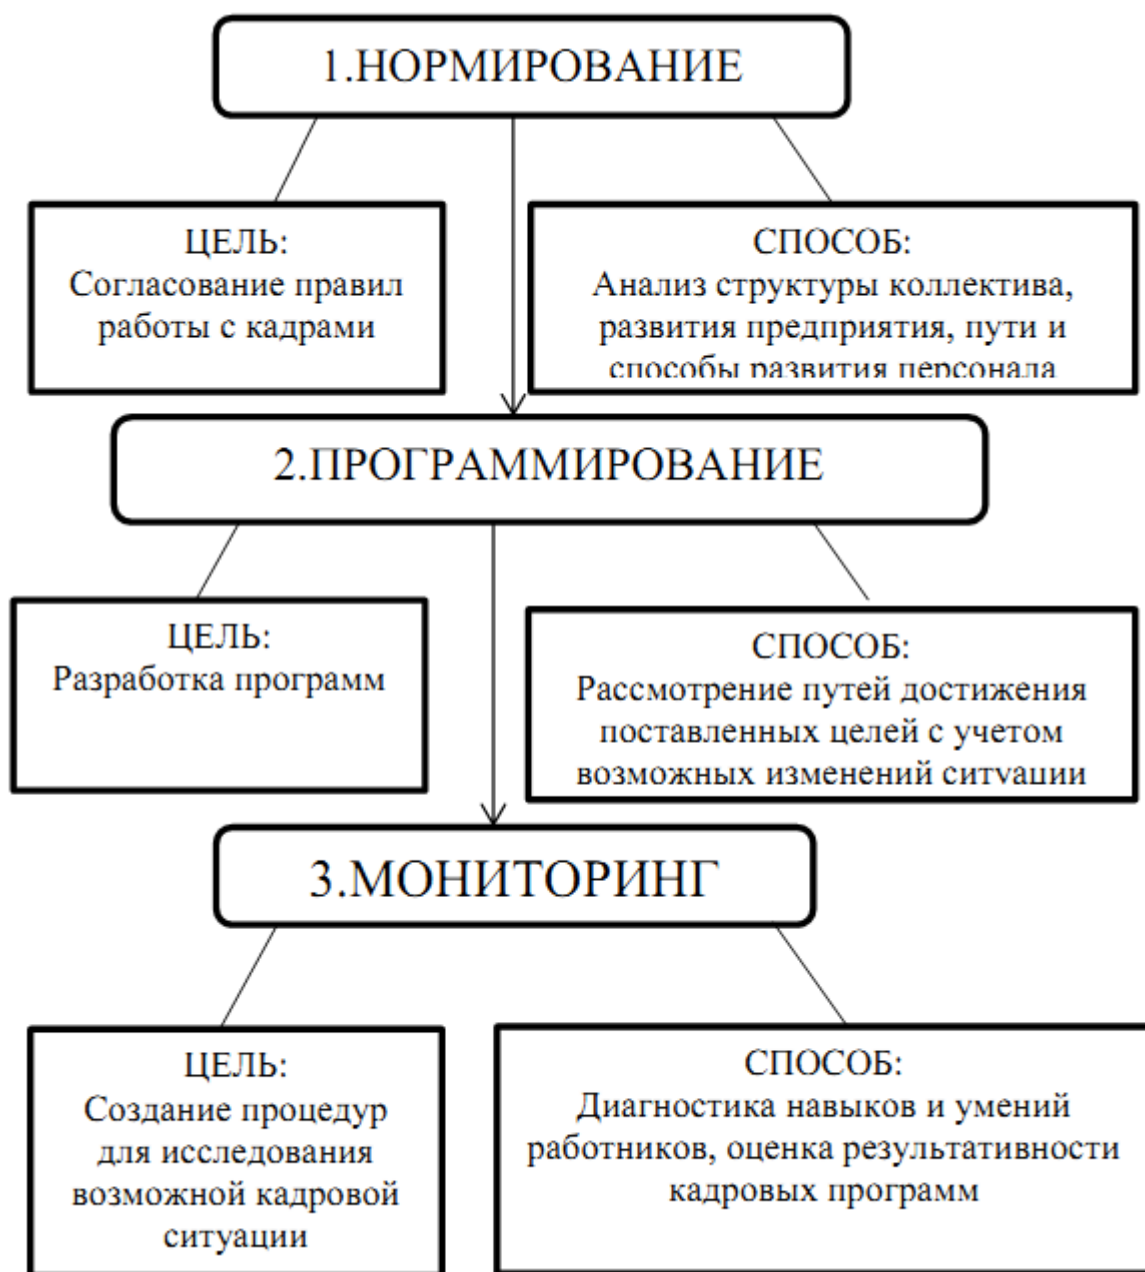 1.НОРМИРОВАНИЕ
ЦЕЛЬ:
Согласование правил
работы с кадрами
СПОСОБ:
Анализ структуры коллектива,
развития предприятия, пути и
способы развития персонала
2.ПРОГРАММИРОВАНИЕ
ЦЕЛЬ:
Разработка программ
СПОСОБ:
Рассмотрение путей достижения
поставленных целей с учетом
возможных изменений ситуации
3.МОНИТОРИНГ
ЦЕЛЬ:
Создание процедур
для исследования
возможной кадровой
ситуации
СПОСОБ:
Диагностика навыков и умений
работников, оценка результативности
кадровых программ